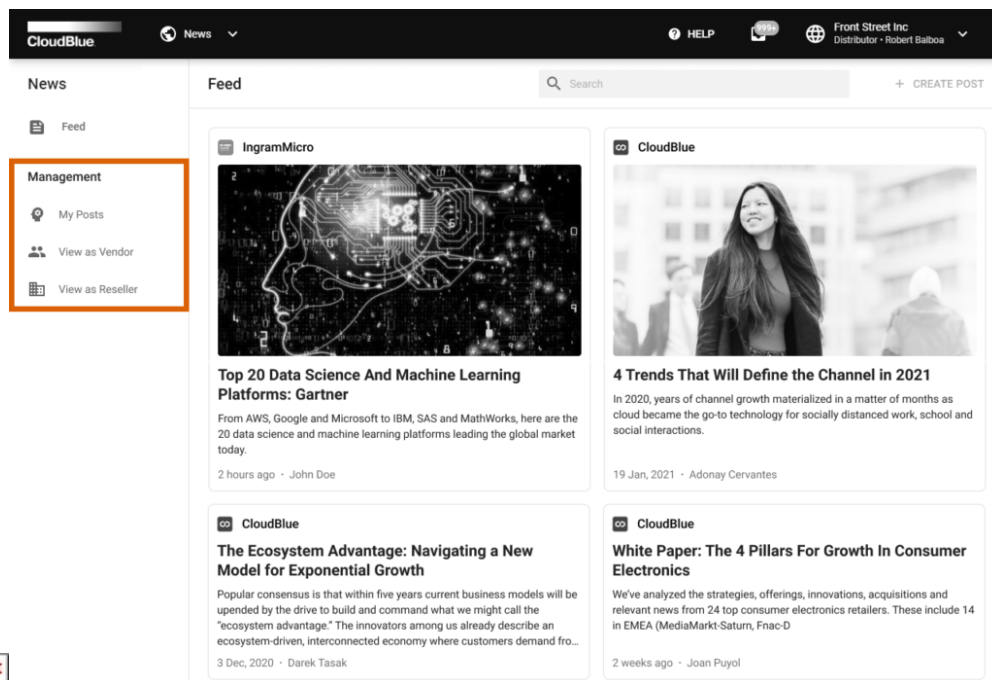 CloudBlue
News
HELP
999+
Front Street Inc
Distributor • Robert Balboa
News
Feed
Management
My Posts
View as Vendor
View as Reseller
Feed
Search
+ CREATE POST
IngramMicro
Top 20 Data Science And Machine Learning
Platforms: Gartner
From AWS, Google and Microsoft to IBM, SAS and MathWorks, here are the
20 data science and machine learning platforms leading the global market
today.
2 hours ago · John Doe
CloudBlue
4 Trends That Will Define the Channel in 2021
In 2020, years of channel growth materialized in a matter of months as
cloud became the go-to technology for socially distanced work, school and
social interactions.
19 Jan, 2021 · Adonay Cervantes
CloudBlue
The Ecosystem Advantage: Navigating a New
Model for Exponential Growth
Popular consensus is that within five years current business models will be
upended by the drive to build and command what we might call the
“ecosystem advantage.” The innovators among us already describe an
ecosystem-driven, interconnected economy where customers demand fro...
3 Dec, 2020 · Darek Tasak
CloudBlue
White Paper: The 4 Pillars For Growth In Consumer
Electronics
We've analyzed the strategies, offerings, innovations, acquisitions and
relevant news from 24 top consumer electronics retailers. These include 14
in EMEA (MediaMarkt-Saturn, Fnac-D
2 weeks ago · Joan Puyol